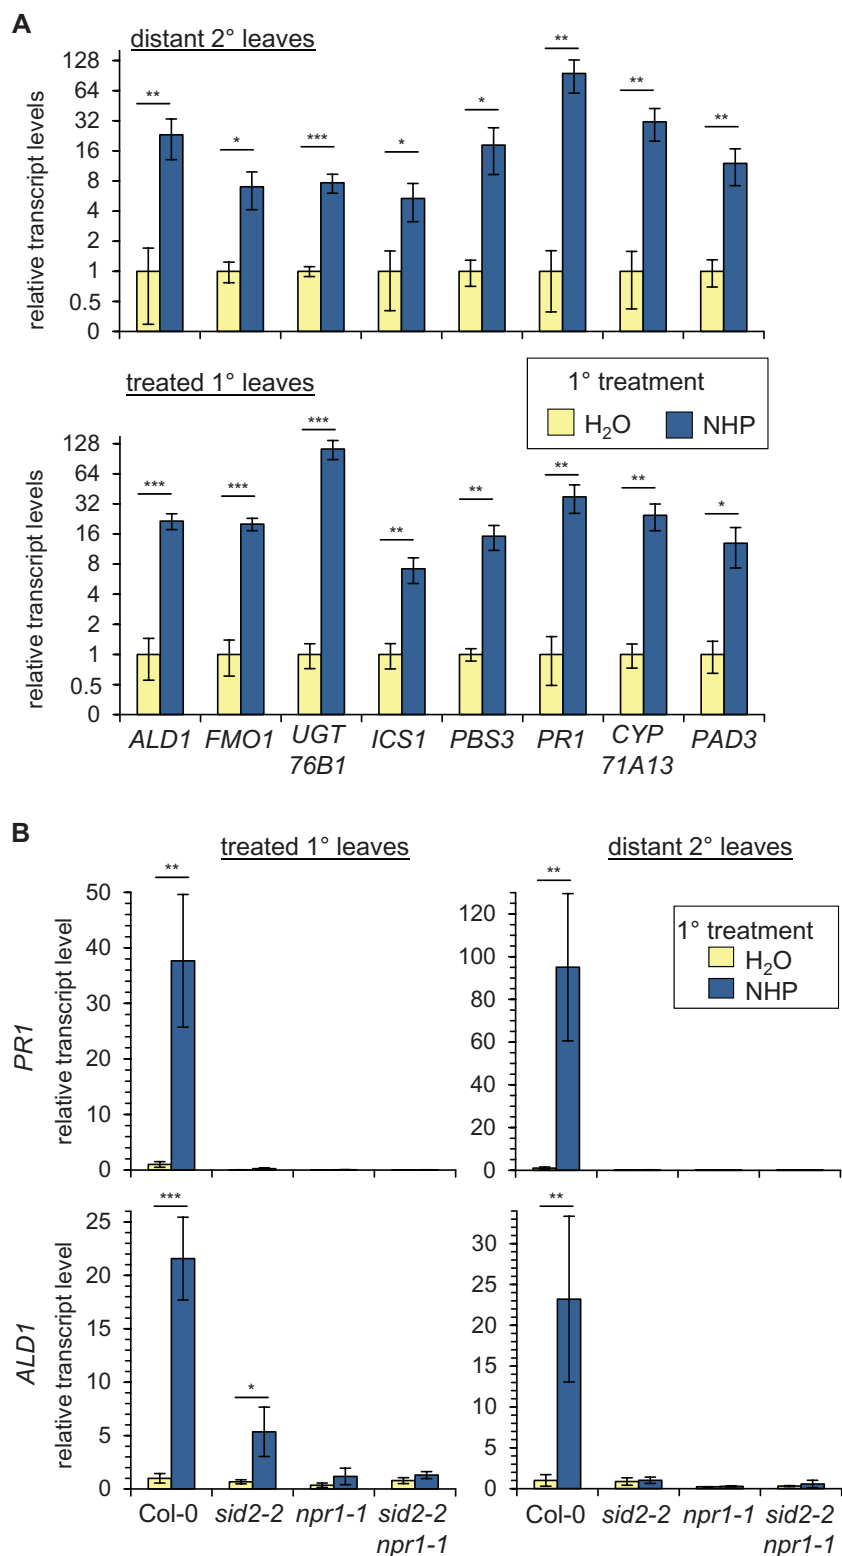 A
distant 2° leaves
relative transcript levels
128
64
32
16
8
4
2
1
0.5
0
** * *** * * ** ** **
treated 1° leaves
1° treatment
H₂O NHP
relative transcript levels
128
64
32
16
8
4
2
1
0.5
0
*** *** *** ** ** ** ** *
ALD1 FMO1 UGT ICS1 PBS3 PR1 CYP PAD3
76B1 71A13
B
treated 1° leaves
distant 2° leaves
PR1
relative transcript level
50
40
30
20
10
0
**
120
100
80
60
40
20
0
**
1° treatment
H₂O
NHP
ALD1
relative transcript level
25
20
15
10
5
0
***
*
30
25
20
15
10
5
0
**
Col-0 sid2-2 npr1-1 sid2-2
npr1-1
Col-0 sid2-2 npr1-1 sid2-2
npr1-1